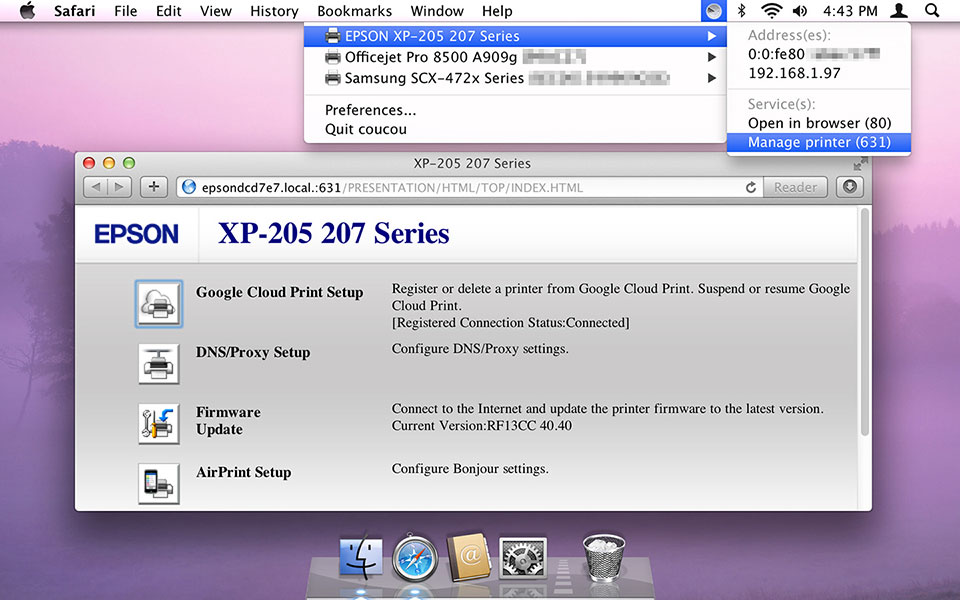 Safari File Edit View History Bookmarks Window Help 4:43 PM
EPSON XP-205 207 Series
Officejet Pro 8500 A909g
Samsung SCX-472x Series
Preferences...
Quit coucou
Address(es):
0:0:fe80
192.168.1.97
Service(s):
Open in browser (80)
Manage printer (631)
XP-205 207 Series
epsondcd7e7.local.:631/PRESENTATION/HTML/TOP/INDEX.HTML
Reader
EPSON XP-205 207 Series
Google Cloud Print Setup
Register or delete a printer from Google Cloud Print. Suspend or resume Google
Cloud Print.
[Registered Connection Status:Connected]
DNS/Proxy Setup
Configure DNS/Proxy settings.
Firmware
Update
Connect to the Internet and update the printer firmware to the latest version.
Current Version:RF13CC 40.40
AirPrint Setup
Configure Bonjour settings.